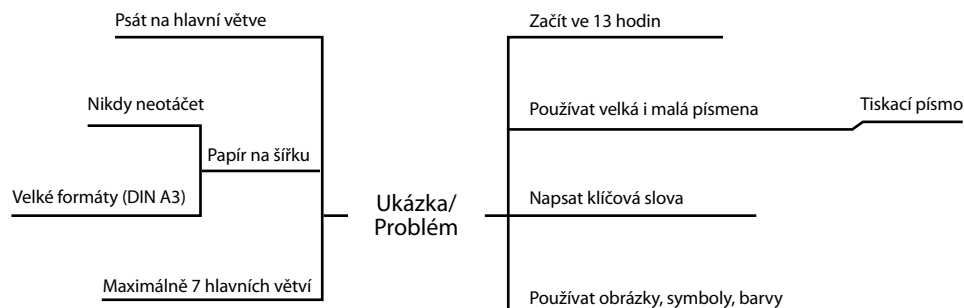 Psát na hlavní větve
Nikdy neotáčet
Papír na šířku
Velké formáty (DIN A3)
Maximálně 7 hlavních větví
Ukázka/
Problém
Začít ve 13 hodin
Používat velká i malá písmena
Tiskací písmo
Napsat klíčová slova
Používat obrázky, symboly, barvy